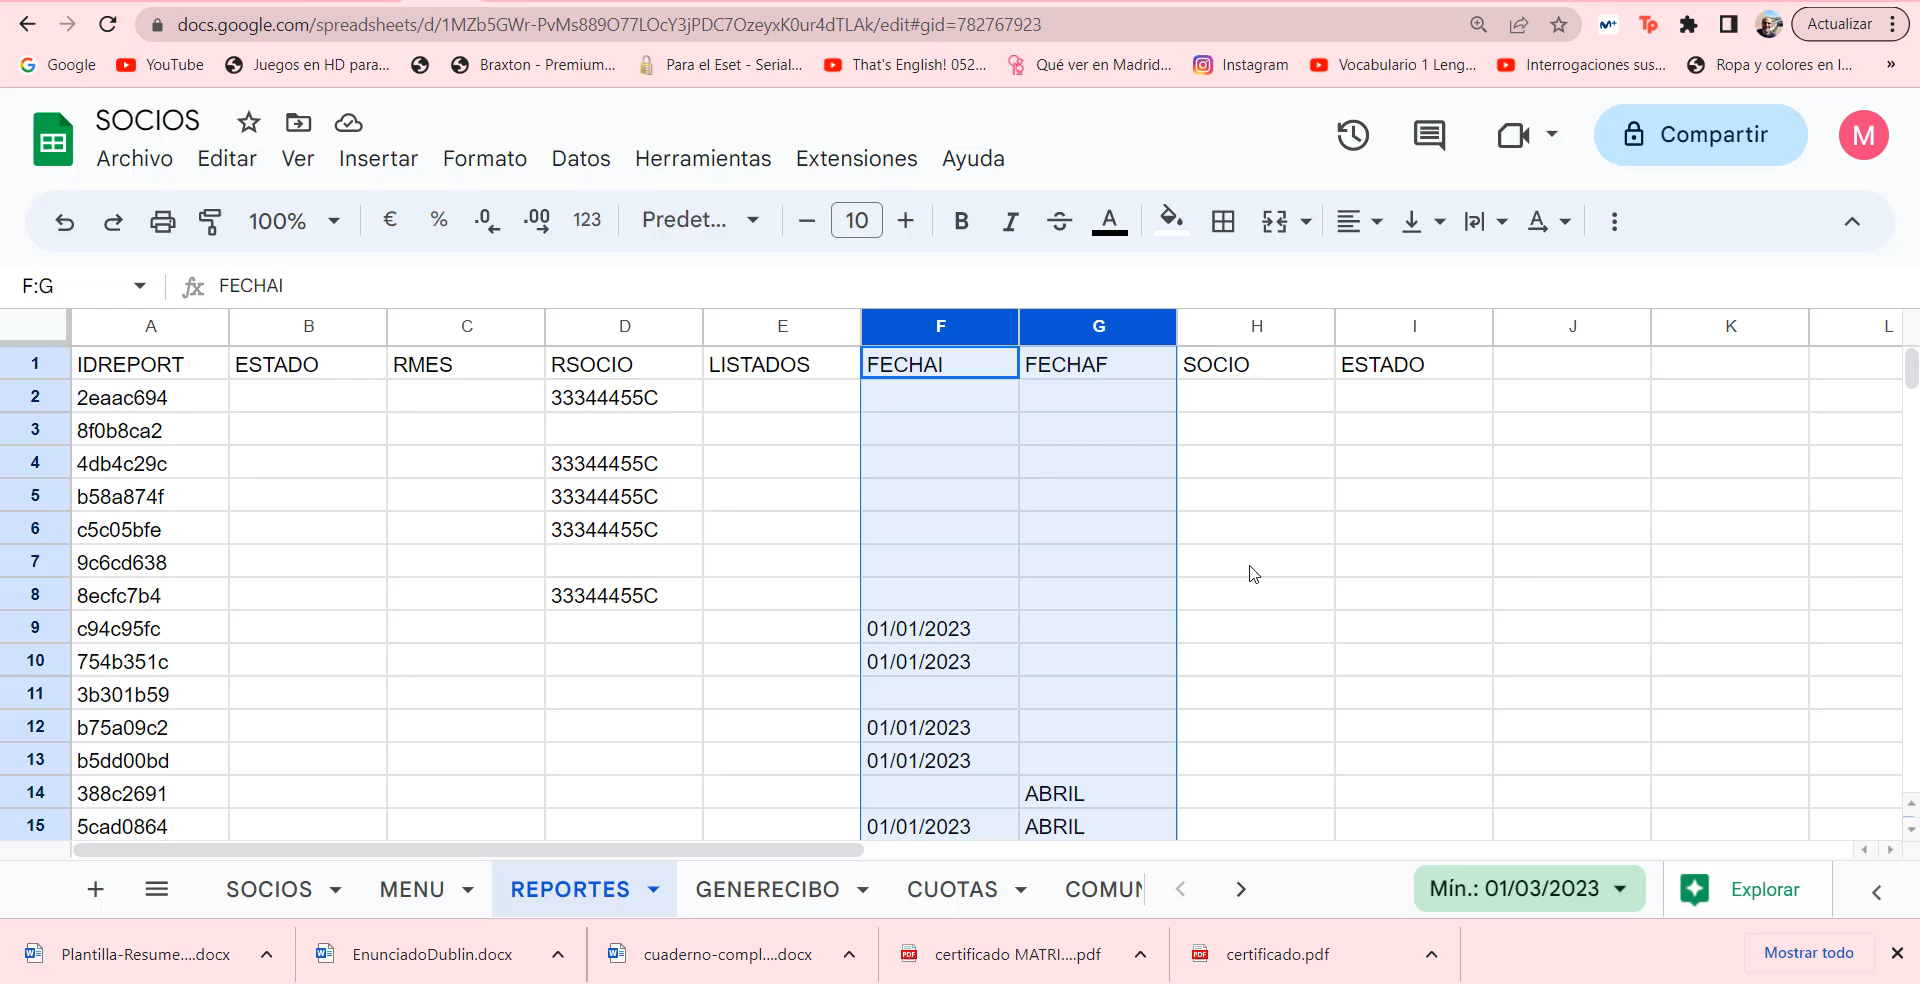 docs.google.com/spreadsheets/d/1MZb5GWr-PvMs889O77LOcY3jPDC7OzeyxK0ur4dTLAk/edit#gid=782767923
Actualizar
Google
YouTube
Juegos en HD para...
Braxton - Premium...
Para el Eset - Serial...
That's English! 052...
Qué ver en Madrid...
Instagram
Vocabulario 1 Leng...
Interrogaciones sus...
Ropa y colores en I...
»
SOCIOS
Archivo Editar Ver Insertar Formato Datos Herramientas Extensiones Ayuda
Compartir
M
100% € % .0 .00 123 Predet... − 10 + B I S A
F:G fx FECHAI
A B C D E F G H I J K L
1 IDREPORT ESTADO RMES RSOCIO LISTADOS FECHAI FECHAF SOCIO ESTADO
2 2eaac694 33344455C
3 8f0b8ca2
4 4db4c29c 33344455C
5 b58a874f 33344455C
6 c5c05bfe 33344455C
7 9c6cd638
8 8ecfc7b4 33344455C
9 c94c95fc 01/01/2023
10 754b351c 01/01/2023
11 3b301b59
12 b75a09c2 01/01/2023
13 b5dd00bd 01/01/2023
14 388c2691 ABRIL
15 5cad0864 01/01/2023 ABRIL
+ SOCIOS MENU REPORTES GENERECIBO CUOTAS COMUN Mín.: 01/03/2023 Explorar
Plantilla-Resume....docx EnunciadoDublin.docx cuaderno-compl....docx certificado MATRI....pdf certificado.pdf Mostrar todo